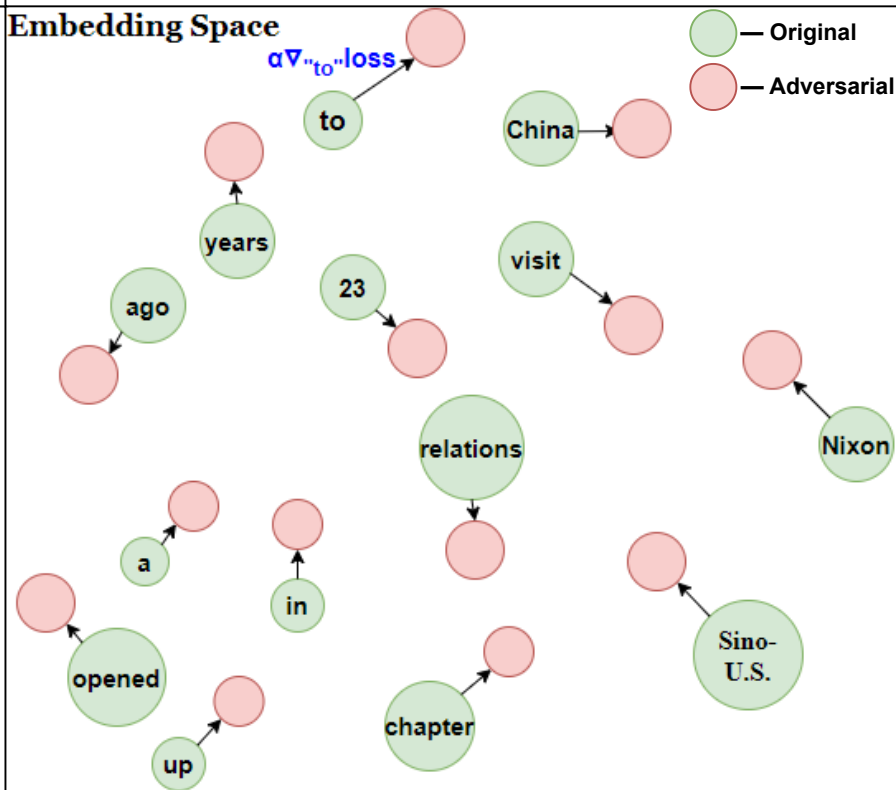 Embedding Space
— Original
α∇"to"loss
— Adversarial
to
China
years
visit
23
ago
relations
Nixon
a
in
Sino-
U.S.
opened
chapter
up